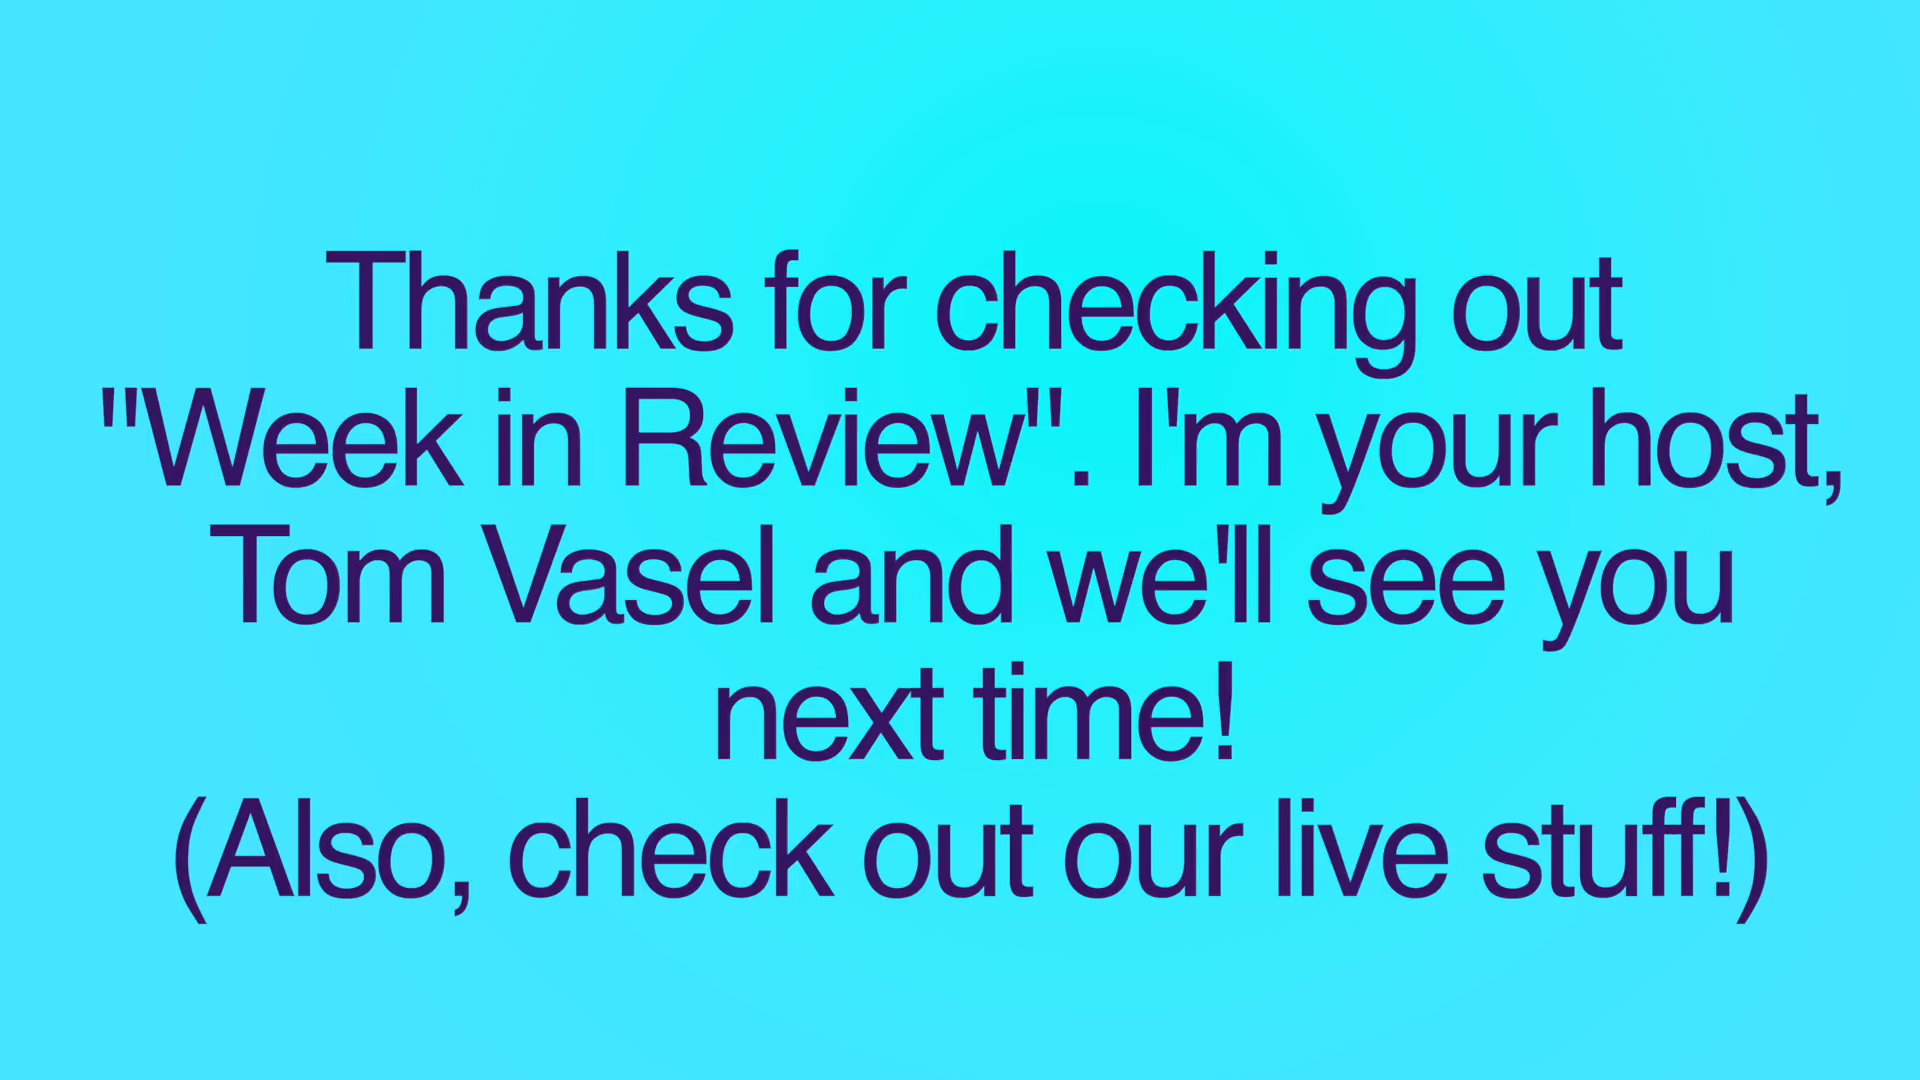 Thanks for checking out
"Week in Review". I'm your host,
Tom Vasel and we'll see you
next time!
(Also, check out our live stuff!)